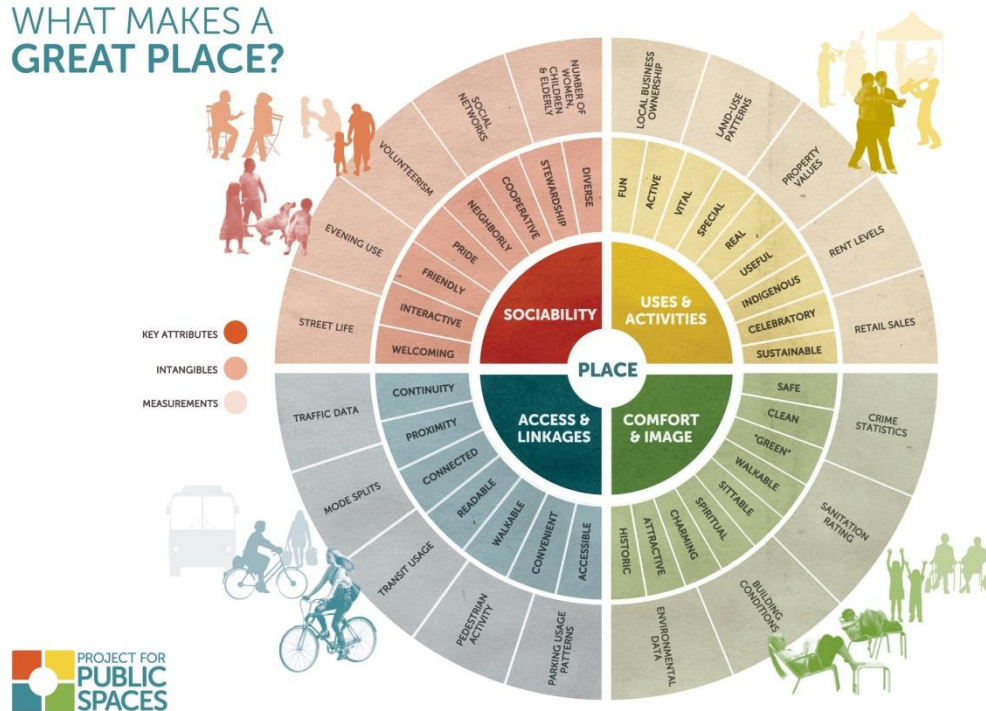 WHAT MAKES A
GREAT PLACE?
KEY ATTRIBUTES
INTANGIBLES
MEASUREMENTS
PLACE
SOCIABILITY
USES &
ACTIVITIES
ACCESS &
LINKAGES
COMFORT
& IMAGE
WELCOMING
INTERACTIVE
FRIENDLY
PRIDE
NEIGHBORLY
COOPERATIVE
STEWARDSHIP
DIVERSE
FUN
ACTIVE
VITAL
SPECIAL
REAL
USEFUL
INDIGENOUS
CELEBRATORY
SUSTAINABLE
SAFE
CLEAN
"GREEN"
WALKABLE
SITTABLE
SPIRITUAL
CHARMING
ATTRACTIVE
HISTORIC
ACCESSIBLE
CONVENIENT
WALKABLE
READABLE
CONNECTED
PROXIMITY
CONTINUITY
STREET LIFE
EVENING USE
VOLUNTEERISM
SOCIAL
NETWORKS
NUMBER OF
WOMEN,
CHILDREN
& ELDERLY
LOCAL BUSINESS
OWNERSHIP
LAND-USE
PATTERNS
PROPERTY
VALUES
RENT LEVELS
RETAIL SALES
CRIME
STATISTICS
SANITATION
RATING
BUILDING
CONDITIONS
ENVIRONMENTAL
DATA
PARKING USAGE
PATTERNS
PEDESTRIAN
ACTIVITY
TRANSIT USAGE
MODE SPLITS
TRAFFIC DATA
PROJECT FOR
PUBLIC
SPACES